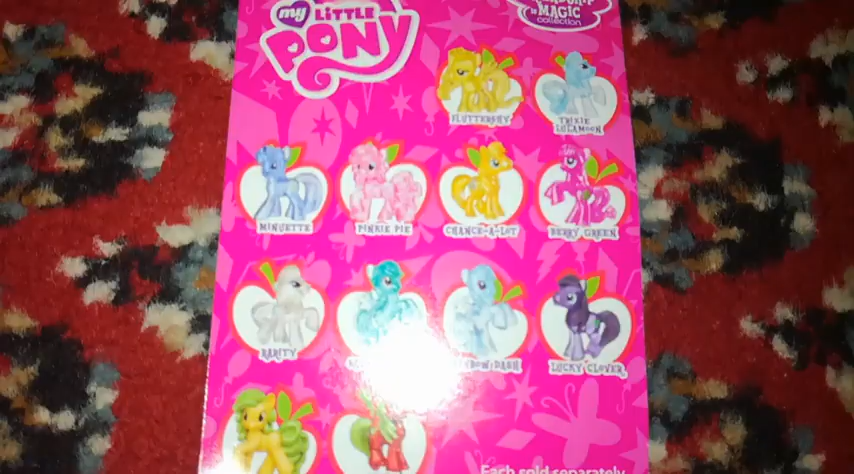 my LITTLE
PONY
MAGIC
collection
FLUTTERSHY
TRIXIE
LULAMOON
MINUETTE
PINKIE PIE
CHANCE-A-LOT
BERRY GREEN
RARITY
DASH
LUCKY CLOVER
Each sold separately